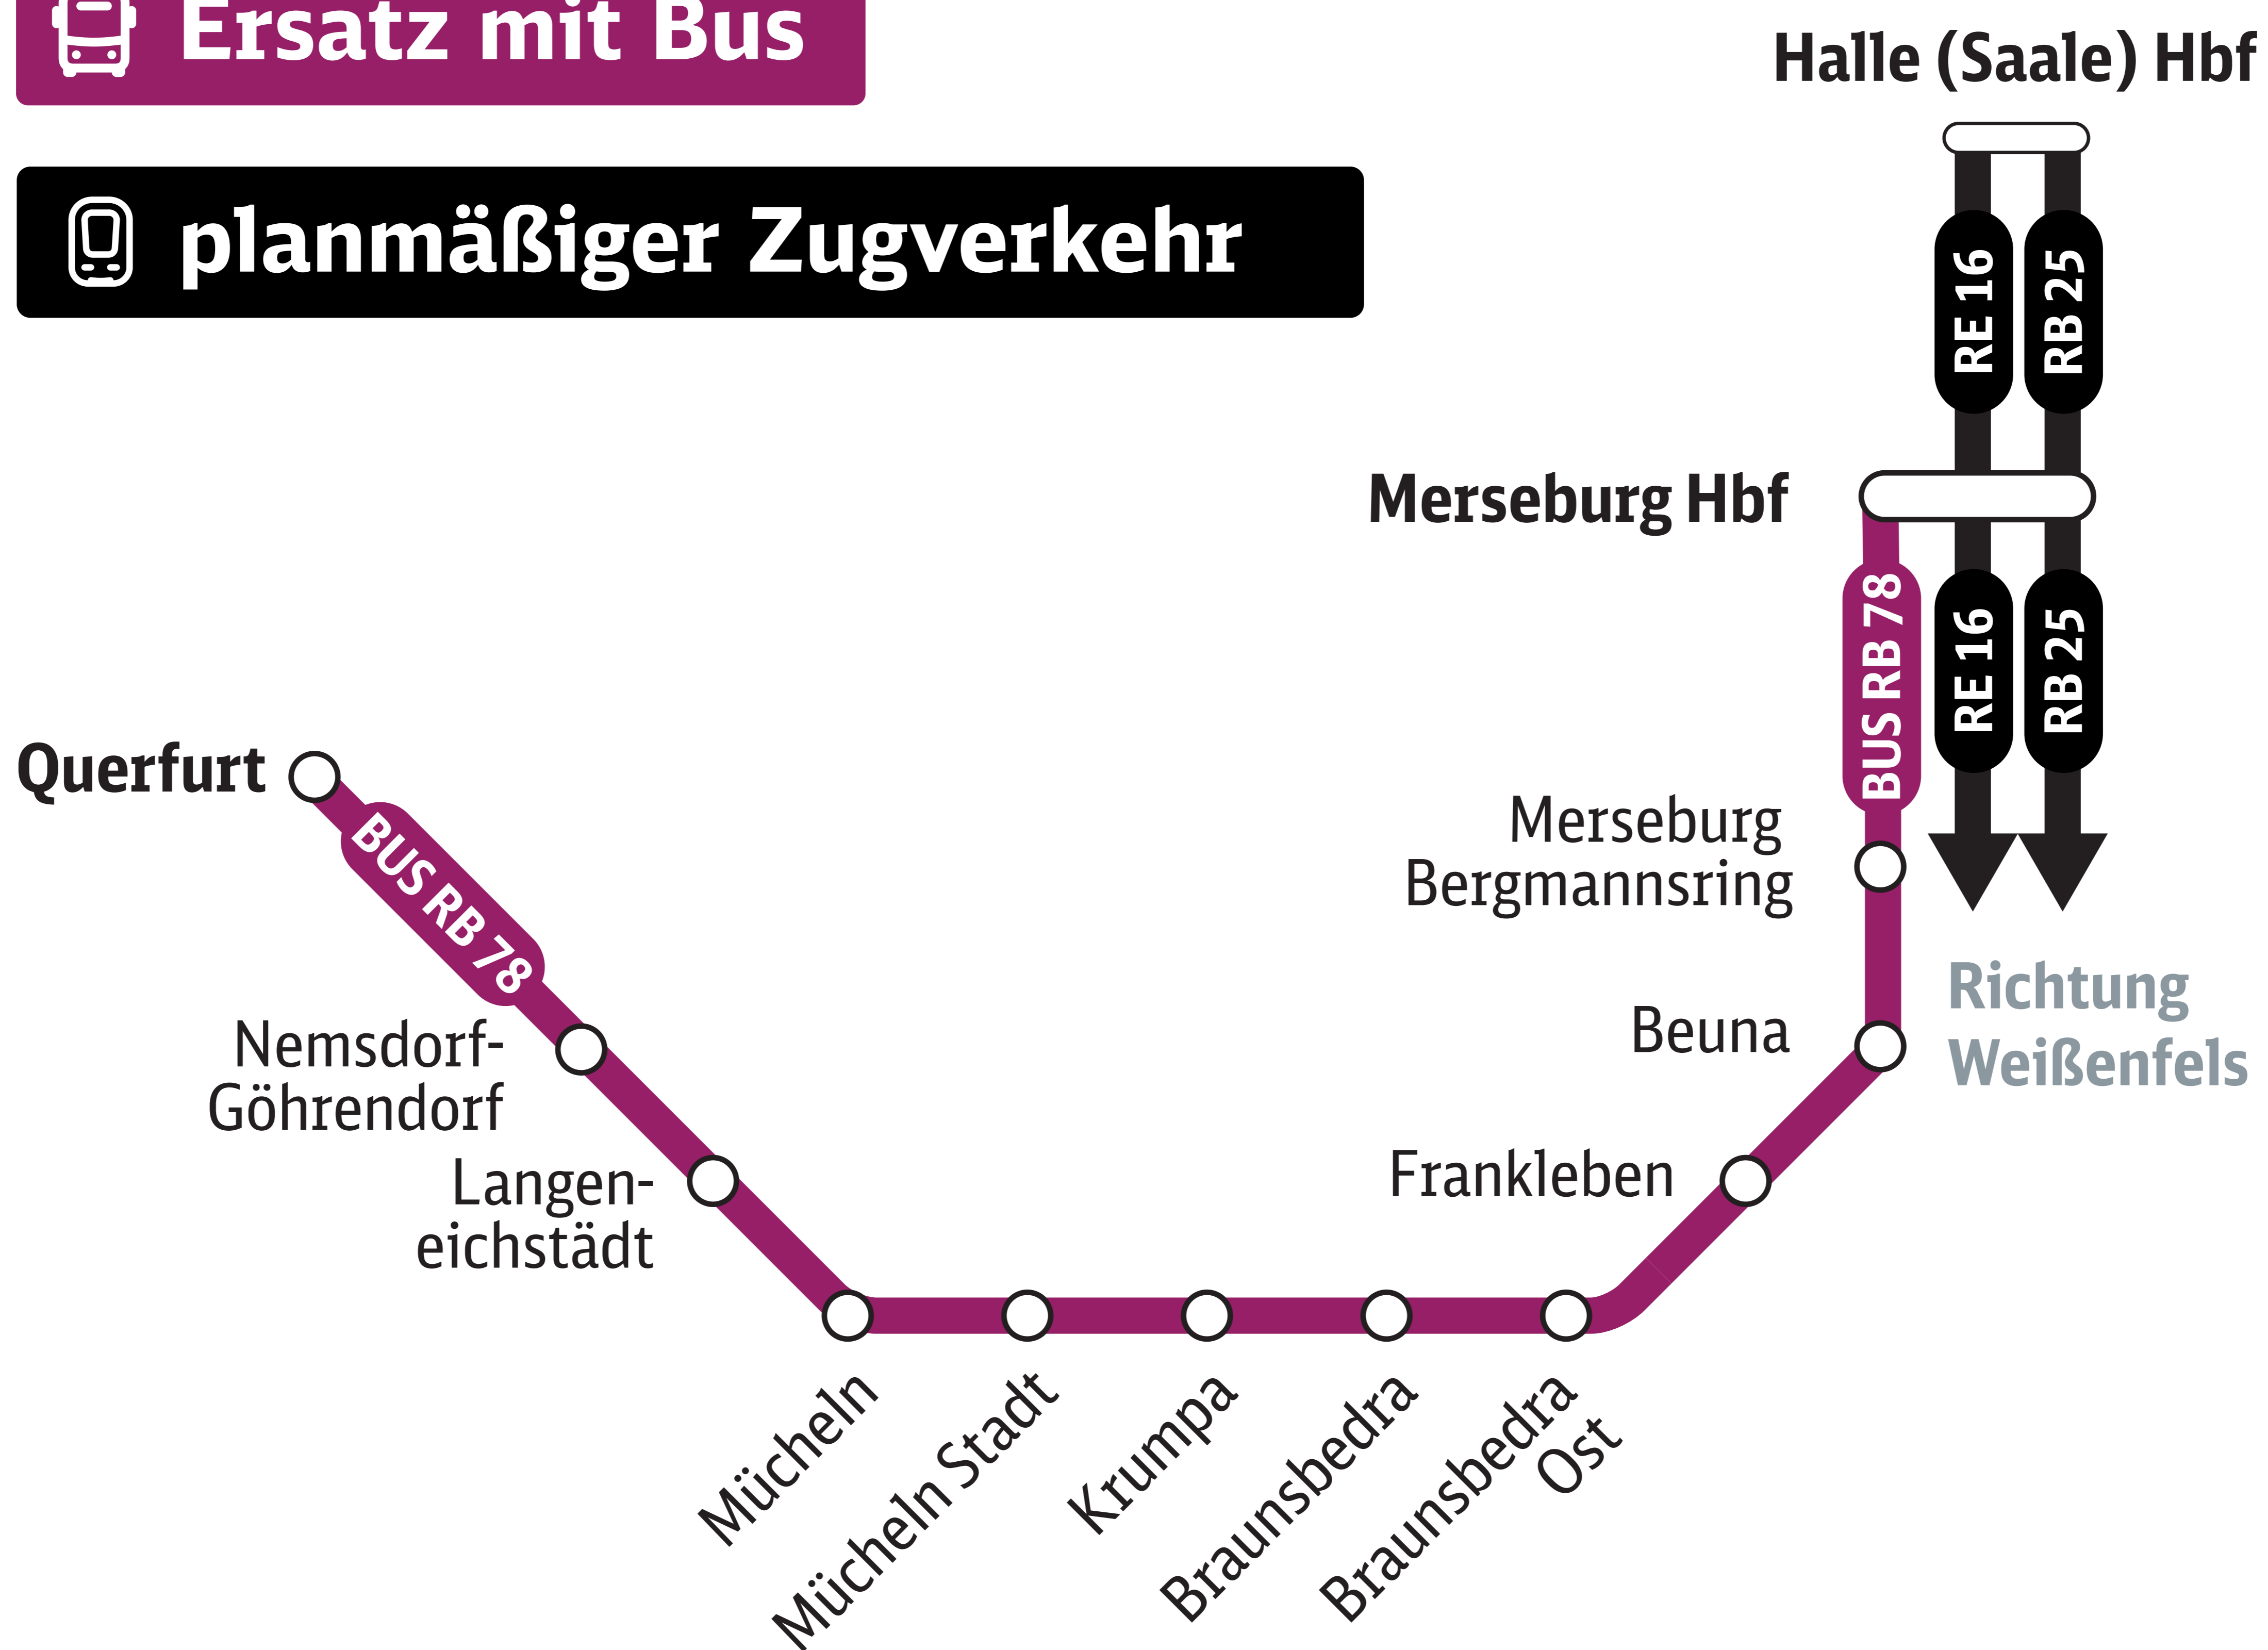 Ersatz mit Bus
planmäßiger Zugverkehr
Halle (Saale) Hbf
RE 16
RB 25
Merseburg Hbf
BUS RB 78
RE 16
RB 25
Querfurt
BUS RB 78
Merseburg
Bergmannsring
Richtung
Weißenfels
Beuna
Nemsdorf-
Göhrendorf
Langen-
eichstädt
Frankleben
Mücheln
Mücheln Stadt
Krumpa
Braunsbedra
Braunsbedra
Ost